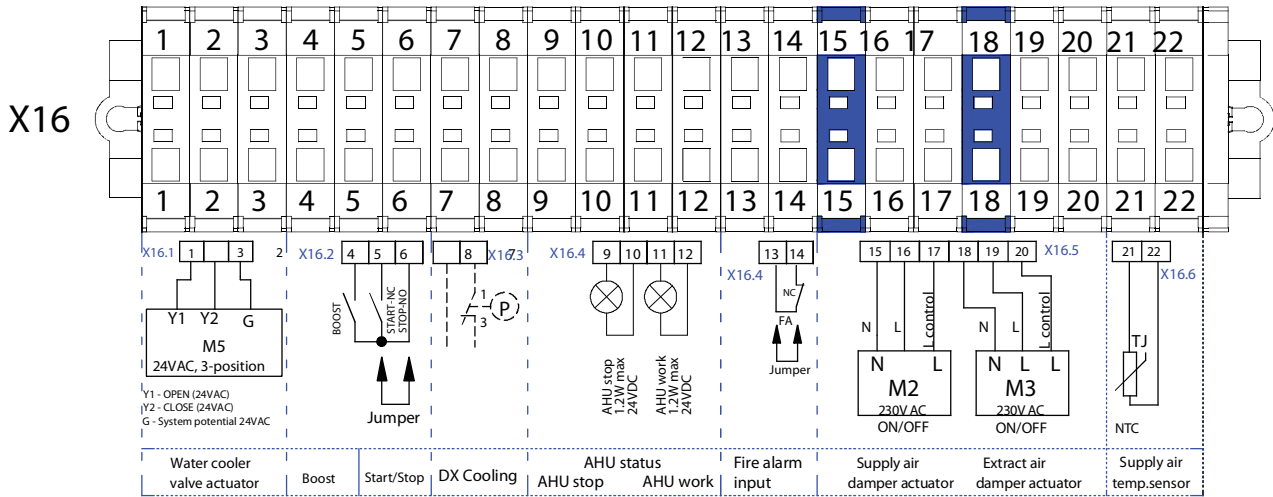 1 2 3 4 5 6 7 8 9 10 11 12 13 14 15 16 17 18 19 20 21 22
X16
1 2 3 4 5 6 7 8 9 10 11 12 13 14 15 16 17 18 19 20 21 22
X16.1 1 3 2 X16.2 4 5 6 8 X16.3 7 X16.4 9 10 11 12 13 14 15 16 17 18 19 20 X16.5 21 22
X16.4
X16.6
BOOST
START-NC
STOP-NO
1
P
3
NC
FA
Jumper
Y1 Y2 G
M5
24VAC, 3-position
Y1 - OPEN (24VAC)
Y2 - CLOSE (24VAC)
G - System potential 24VAC
Jumper
AHU stop
1.2W max
24VDC
AHU work
1.2W max
24VDC
N L L control
N L
M2
230V AC
ON/OFF
N L L control
N L L
M3
230V AC
ON/OFF
TJ
NTC
Water cooler
valve actuator
Boost
Start/Stop
DX Cooling
AHU status
AHU stop AHU work
Fire alarm
input
Supply air
damper actuator
Extract air
damper actuator
Supply air
temp.sensor